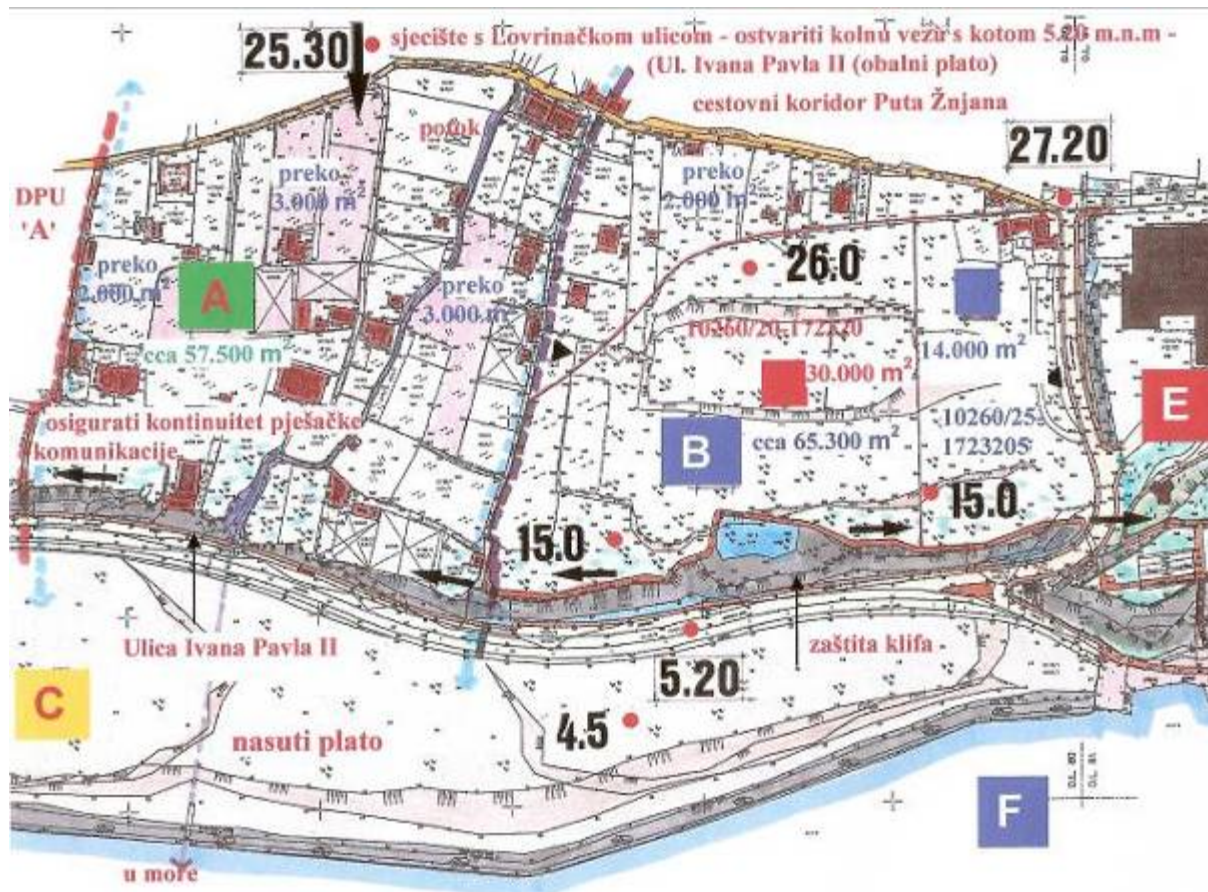 25.30
sjecište s Lovrinačkom ulicom - ostvariti kolnu vezu s kotom 5.20 m.n.m -
(Ul. Ivana Pavla II (obalni plato)
cestovni koridor Puta Žnjana
27.20
potok
DPU
'A'
preko
3.000 m²
preko
2.000 m²
preko
2.000 m²
A
preko
3.000 m²
26.0
cca 57.500 m²
10260/20-172320
30.000 m²
14.000 m²
E
osigurati kontinuitet pješačke
komunikacije
B
cca 65.300 m²
10260/25=
1723205
15.0
15.0
Ulica Ivana Pavla II
zaštita klifa
5.20
C
4.5
nasuti plato
F
u more